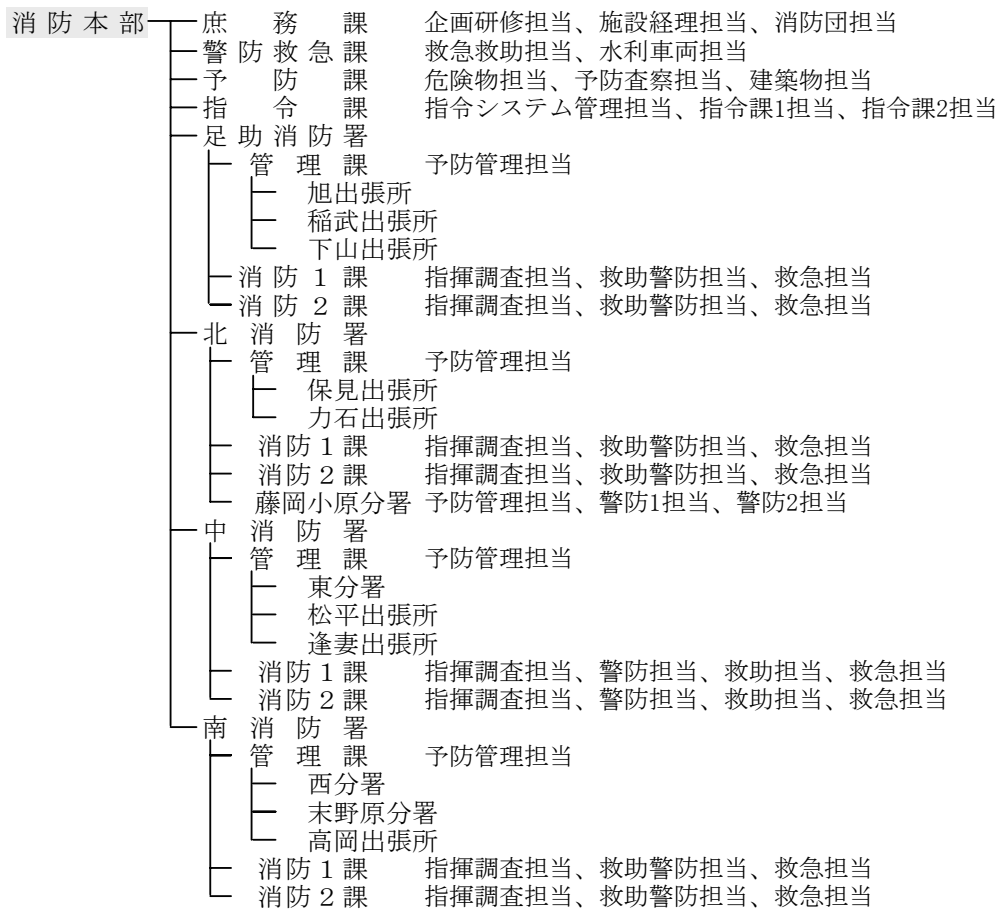 消防本部 庶務課 企画研修担当、施設経理担当、消防団担当
警防救急課 救急救助担当、水利車両担当
予防課 危険物担当、予防査察担当、建築物担当
指令課 指令システム管理担当、指令課1担当、指令課2担当
足助消防署
管理課 予防管理担当
旭出張所
稲武出張所
下山出張所
消防１課 指揮調査担当、救助警防担当、救急担当
消防２課 指揮調査担当、救助警防担当、救急担当
北消防署
管理課 予防管理担当
保見出張所
力石出張所
消防１課 指揮調査担当、救助警防担当、救急担当
消防２課 指揮調査担当、救助警防担当、救急担当
藤岡小原分署 予防管理担当、警防1担当、警防2担当
中消防署
管理課 予防管理担当
東分署
松平出張所
逢妻出張所
消防１課 指揮調査担当、警防担当、救助担当、救急担当
消防２課 指揮調査担当、警防担当、救助担当、救急担当
南消防署
管理課 予防管理担当
西分署
末野原分署
高岡出張所
消防１課 指揮調査担当、救助警防担当、救急担当
消防２課 指揮調査担当、救助警防担当、救急担当